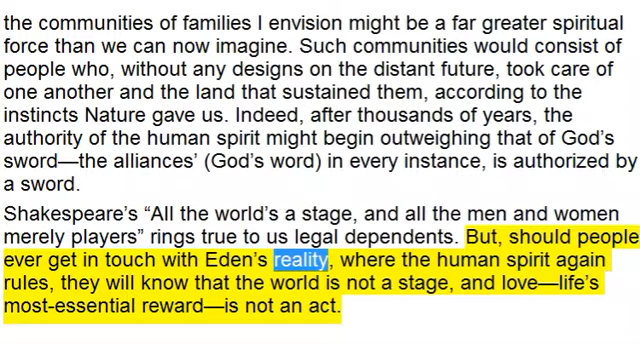 the communities of families I envision might be a far greater spiritual
force than we can now imagine. Such communities would consist of
people who, without any designs on the distant future, took care of
one another and the land that sustained them, according to the
instincts Nature gave us. Indeed, after thousands of years, the
authority of the human spirit might begin outweighing that of God’s
sword—the alliances’ (God’s word) in every instance, is authorized by
a sword.
Shakespeare’s “All the world’s a stage, and all the men and women
merely players” rings true to us legal dependents. But, should people
ever get in touch with Eden’s reality, where the human spirit again
rules, they will know that the world is not a stage, and love—life’s
most-essential reward—is not an act.